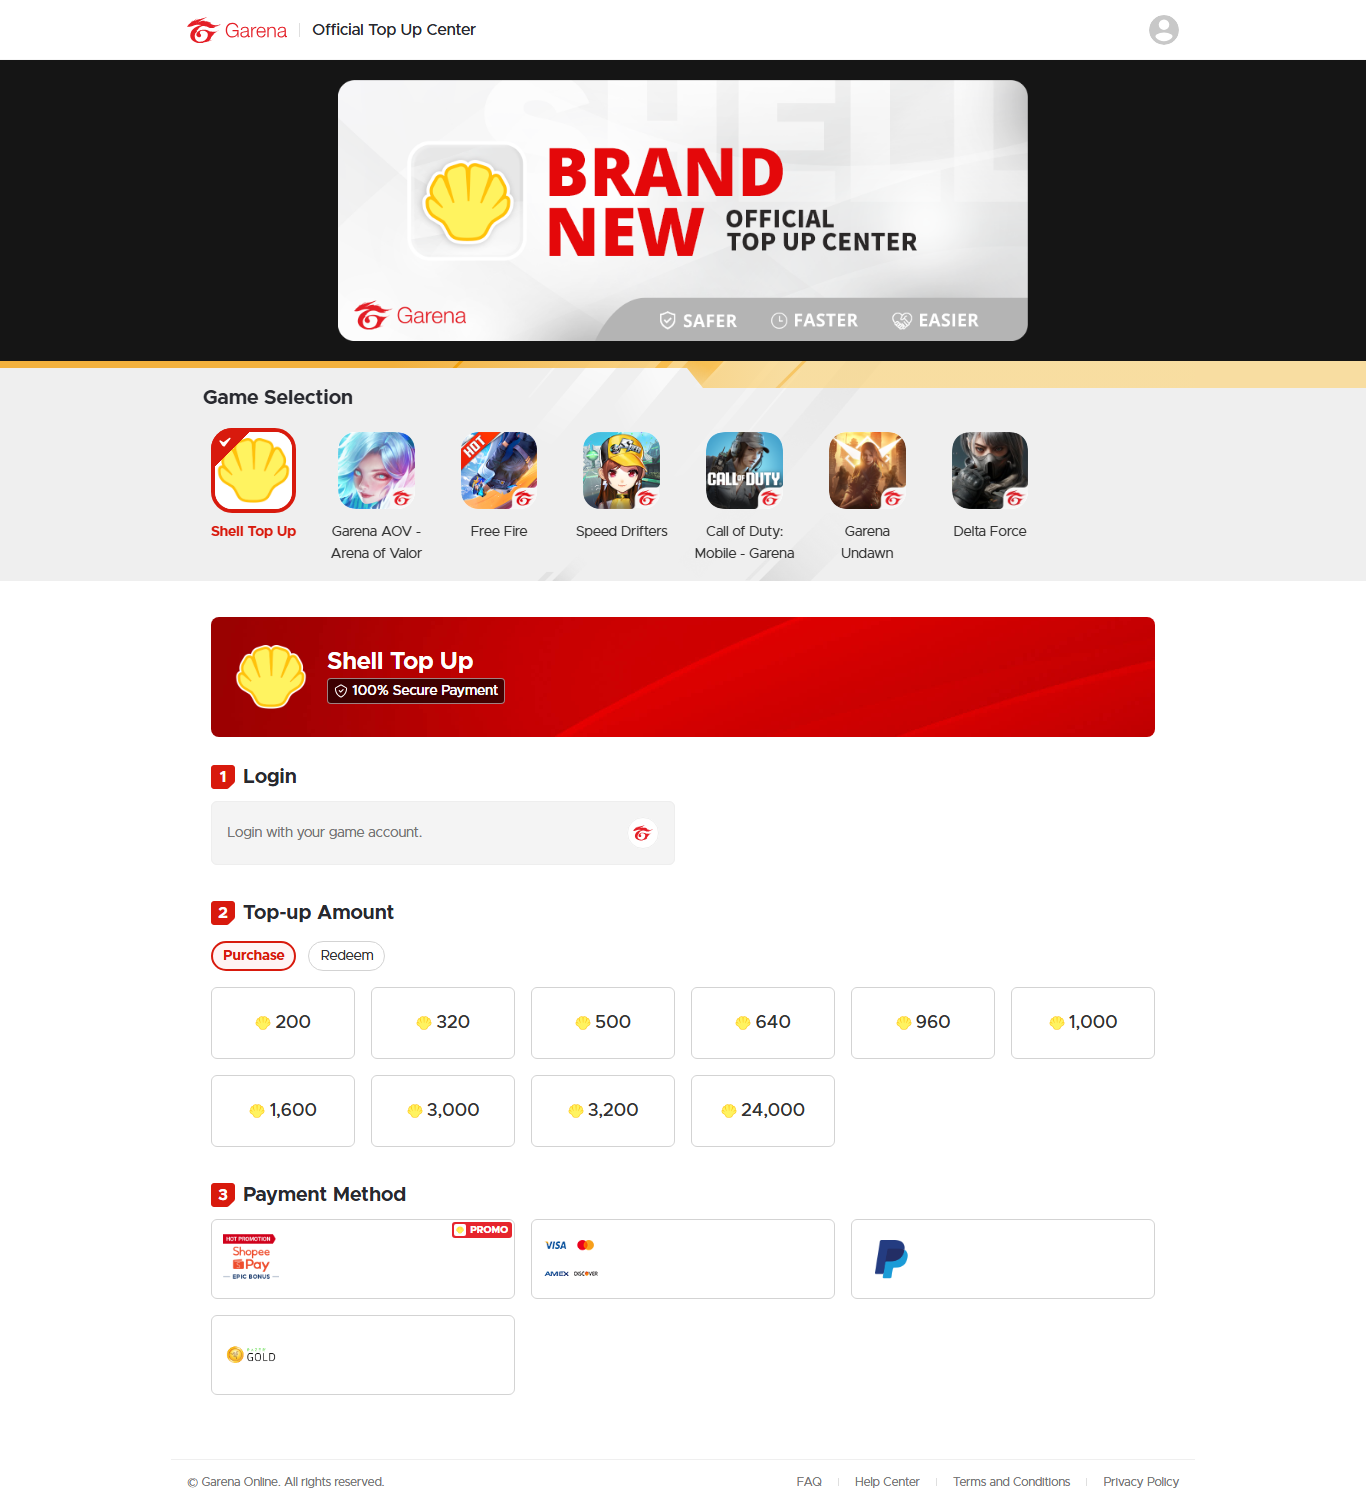 Garena
Official Top Up Center
SHELL
BRAND
NEW
OFFICIAL
TOP UP CENTER
Garena
SAFER
FASTER
EASIER
Game Selection
HOT
CALL OF DUTY
Shell Top Up
Garena AOV -
Arena of Valor
Free Fire
Speed Drifters
Call of Duty:
Mobile - Garena
Garena
Undawn
Delta Force
Shell Top Up
100% Secure Payment
1 Login
Login with your game account.
2 Top-up Amount
Purchase
Redeem
200
320
500
640
960
1,000
1,600
3,000
3,200
24,000
3 Payment Method
HOT PROMOTION
Shopee
Pay
EPIC BONUS
PROMO
VISA
AMEX DISCOVER
GOLD
© Garena Online. All rights reserved.
FAQ
Help Center
Terms and Conditions
Privacy Policy